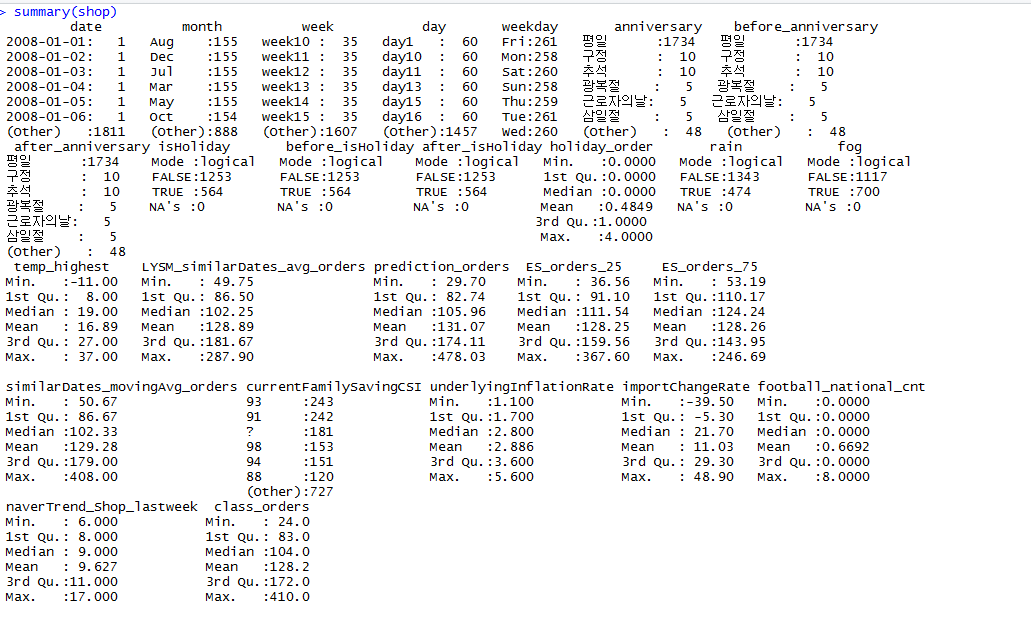 > summary(shop)
         date          month          week           day         weekday       anniversary    before_anniversary
2008-01-01:   1   Aug    :155   week10 :  35   day1   :  60   Fri:261   평일      :1734   평일      :1734
2008-01-02:   1   Dec    :155   week11 :  35   day10  :  60   Mon:258   구정      :  10   구정      :  10
2008-01-03:   1   Jul    :155   week12 :  35   day11  :  60   Sat:260   추석      :  10   추석      :  10
2008-01-04:   1   Mar    :155   week13 :  35   day13  :  60   Sun:258   광복절    :   5   광복절    :   5
2008-01-05:   1   May    :155   week14 :  35   day15  :  60   Thu:259   근로자의날:   5   근로자의날:   5
2008-01-06:   1   Oct    :154   week15 :  35   day16  :  60   Tue:261   삼일절    :   5   삼일절    :   5
(Other)   :1811   (Other):888   (Other):1607   (Other):1457   Wed:260   (Other)   :  48   (Other)   :  48
after_anniversary isHoliday       before_isHoliday after_isHoliday holiday_order      rain            fog
평일      :1734   Mode :logical   Mode :logical   Mode :logical   Min.   :0.0000   Mode :logical   Mode :logical
구정      :  10   FALSE:1253      FALSE:1253      FALSE:1253      1st Qu.:0.0000   FALSE:1343      FALSE:1117
추석      :  10   TRUE :564       TRUE :564       TRUE :564       Median :0.0000   TRUE :474       TRUE :700
광복절    :   5   NA's :0         NA's :0         NA's :0         Mean   :0.4849   NA's :0         NA's :0
근로자의날:   5                                                   3rd Qu.:1.0000
삼일절    :   5                                                   Max.   :4.0000
(Other)   :  48
temp_highest    LYSM_similarDates_avg_orders prediction_orders  ES_orders_25     ES_orders_75
Min.   :-11.00   Min.   : 49.75               Min.   : 29.70    Min.   : 36.56   Min.   : 53.19
1st Qu.:  8.00   1st Qu.: 86.50               1st Qu.: 82.74    1st Qu.: 91.10   1st Qu.:110.17
Median : 19.00   Median :102.25               Median :105.96    Median :111.54   Median :124.24
Mean   : 16.89   Mean   :128.89               Mean   :131.07    Mean   :128.25   Mean   :128.26
3rd Qu.: 27.00   3rd Qu.:181.67               3rd Qu.:174.11    3rd Qu.:159.56   3rd Qu.:143.95
Max.   : 37.00   Max.   :287.90               Max.   :478.03    Max.   :367.60   Max.   :246.69
similarDates_movingAvg_orders currentFamilySavingCSI underlyingInflationRate importChangeRate football_national_cnt
Min.   : 50.67                93     :243            Min.   :1.100           Min.   :-39.50   Min.   :0.0000
1st Qu.: 86.67                91     :242            1st Qu.:1.700           1st Qu.: -5.30   1st Qu.:0.0000
Median :102.33                ?      :181            Median :2.800           Median : 21.70   Median :0.0000
Mean   :129.28                98     :153            Mean   :2.886           Mean   : 11.03   Mean   :0.6692
3rd Qu.:179.00                94     :151            3rd Qu.:3.600           3rd Qu.: 29.30   3rd Qu.:0.0000
Max.   :408.00                88     :120            Max.   :5.600           Max.   : 48.90   Max.   :8.0000
(Other):727
naverTrend_Shop_lastweek  class_orders
Min.   : 6.000           Min.   : 24.0
1st Qu.: 8.000           1st Qu.: 83.0
Median : 9.000           Median :104.0
Mean   : 9.627           Mean   :128.2
3rd Qu.:11.000           3rd Qu.:172.0
Max.   :17.000           Max.   :410.0